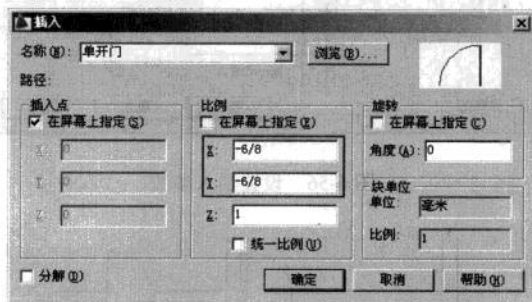 插入
名称(N): 单开门 浏览(B)...
路径:
插入点 比例 旋转
在屏幕上指定(S) 在屏幕上指定(E) 在屏幕上指定(C)
X: 0 X: -6/8 角度(A): 0
Y: 0 Y: -6/8 块单位
单位: 毫米
Z: 0 Z: 1
比例: 1
统一比例(U)
分解(D) 确定 取消 帮助(H)